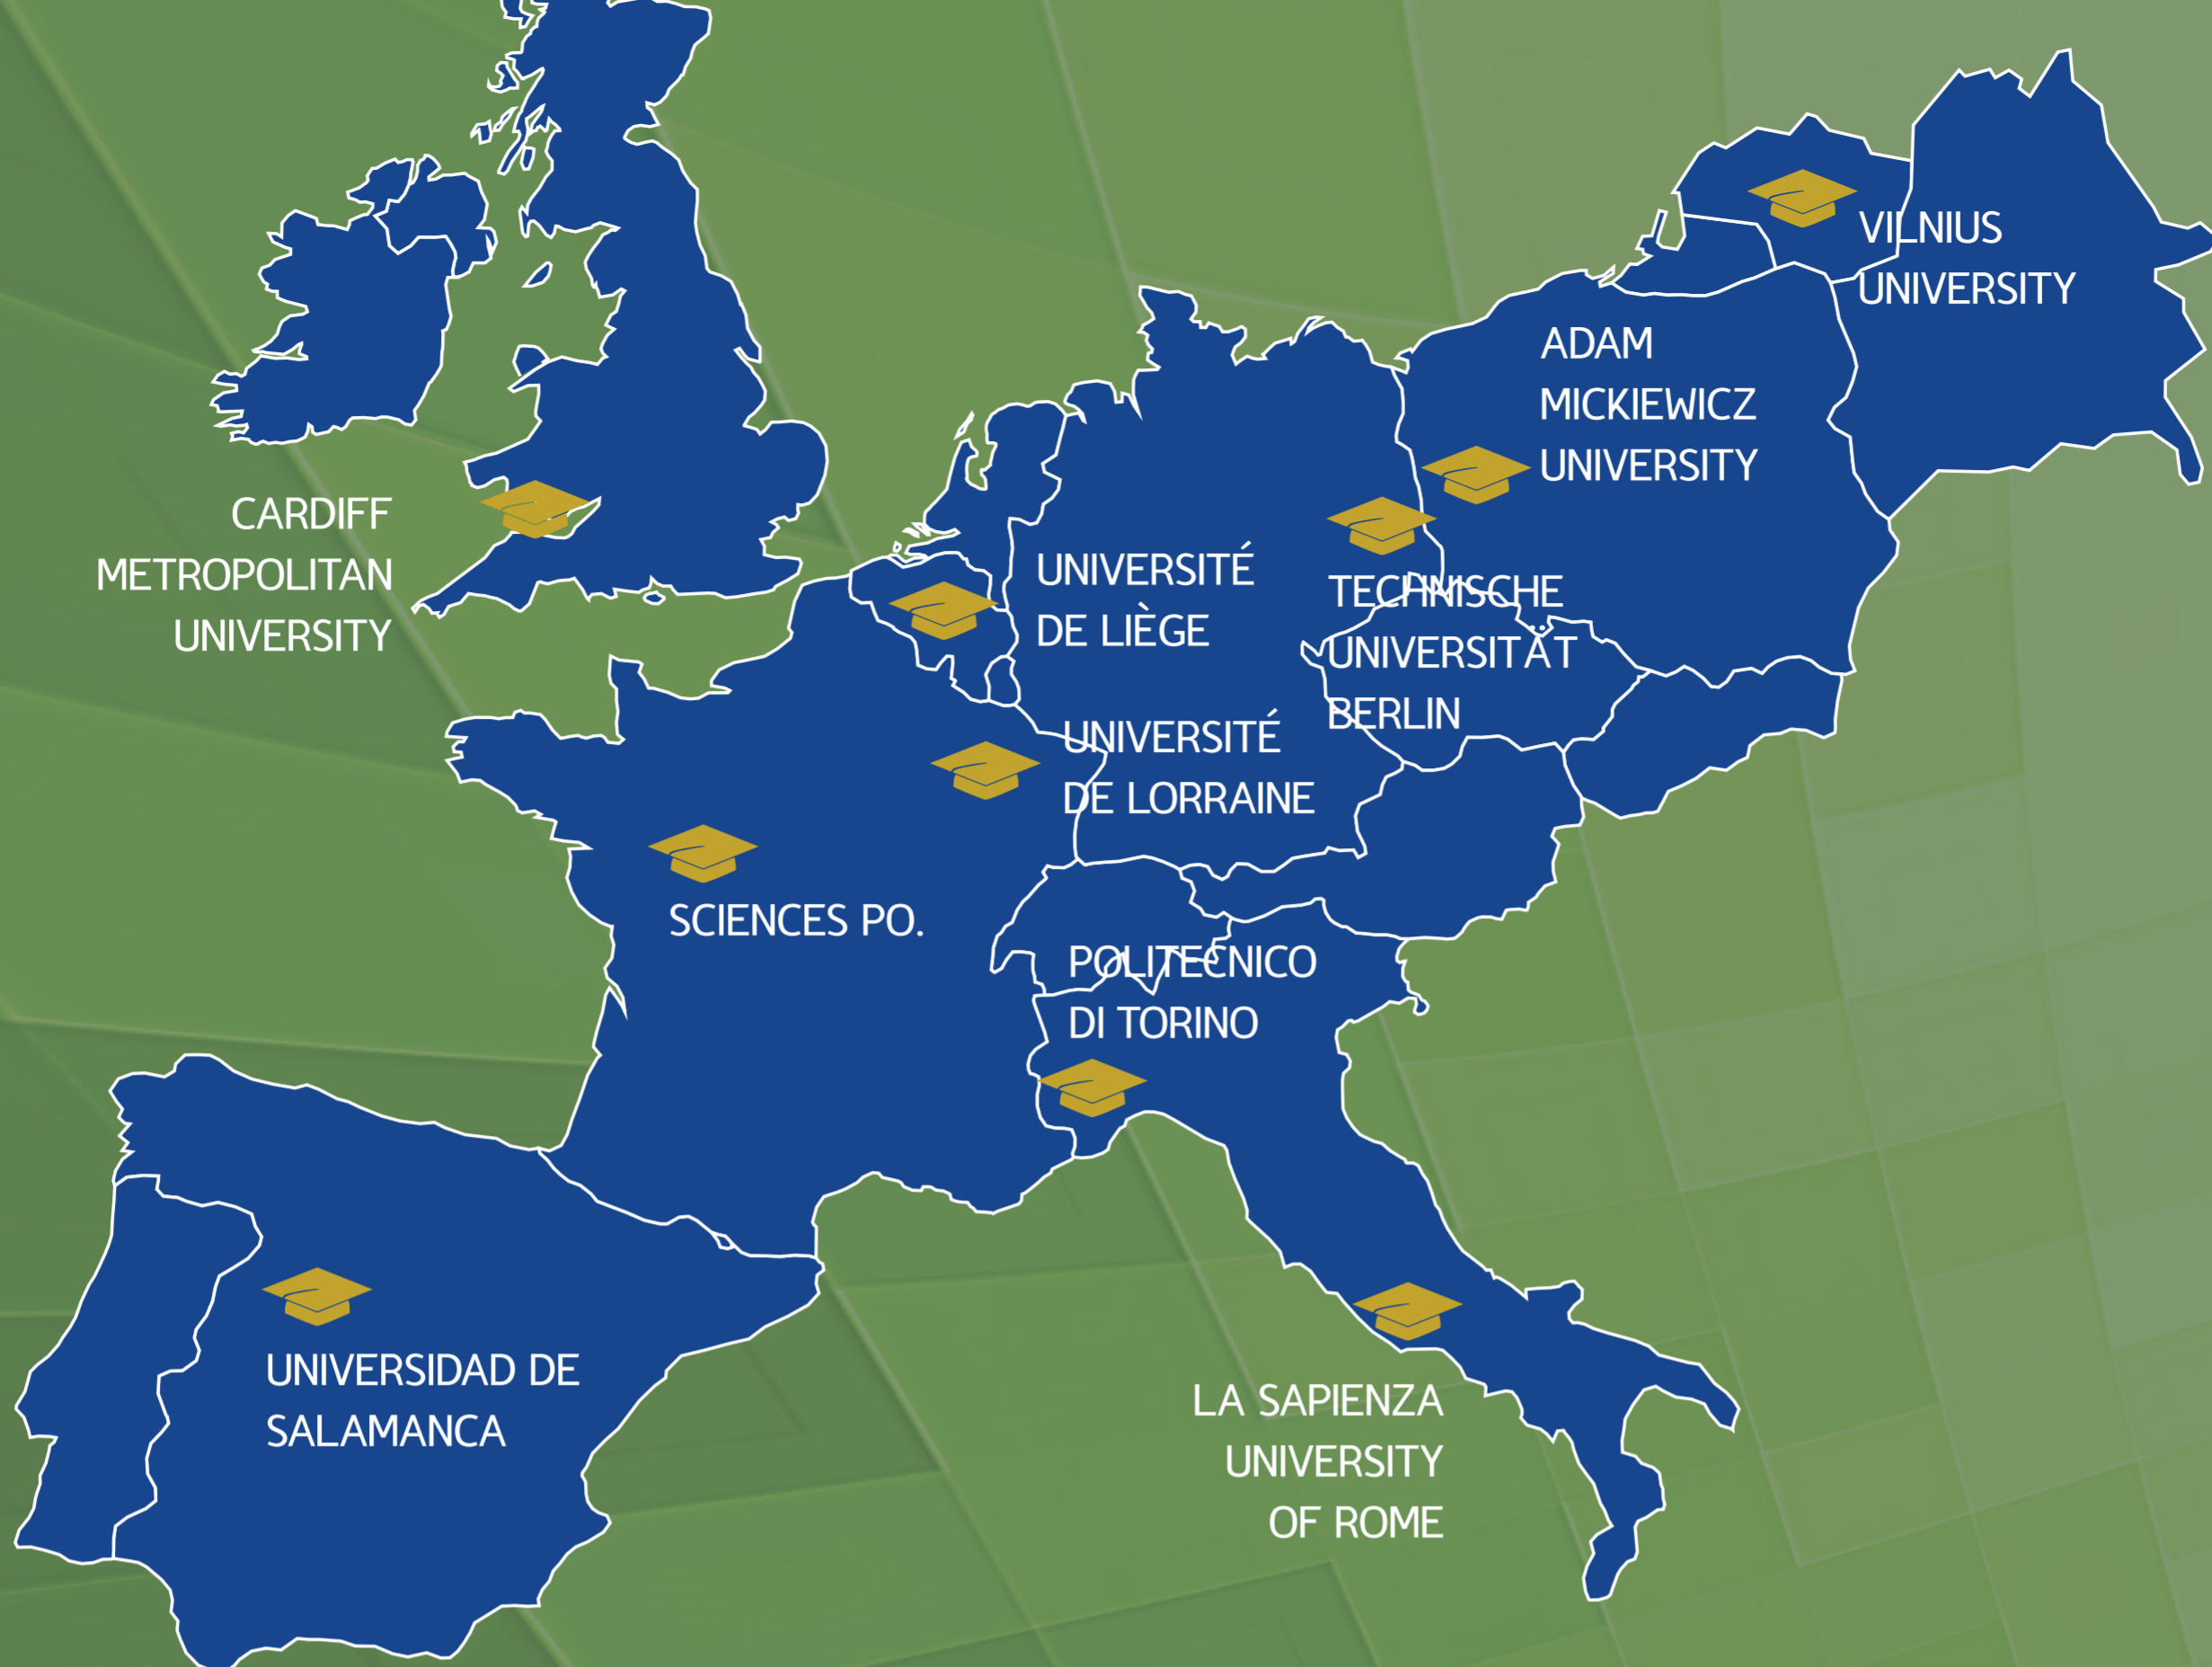 VILNIUS
UNIVERSITY
ADAM
MICKIEWICZ
UNIVERSITY
CARDIFF
METROPOLITAN
UNIVERSITY
UNIVERSITÉ
DE LIÈGE
TECHNISCHE
UNIVERSITÄT
BERLIN
UNIVERSITÉ
DE LORRAINE
SCIENCES PO.
POLITECNICO
DI TORINO
UNIVERSIDAD DE
SALAMANCA
LA SAPIENZA
UNIVERSITY
OF ROME